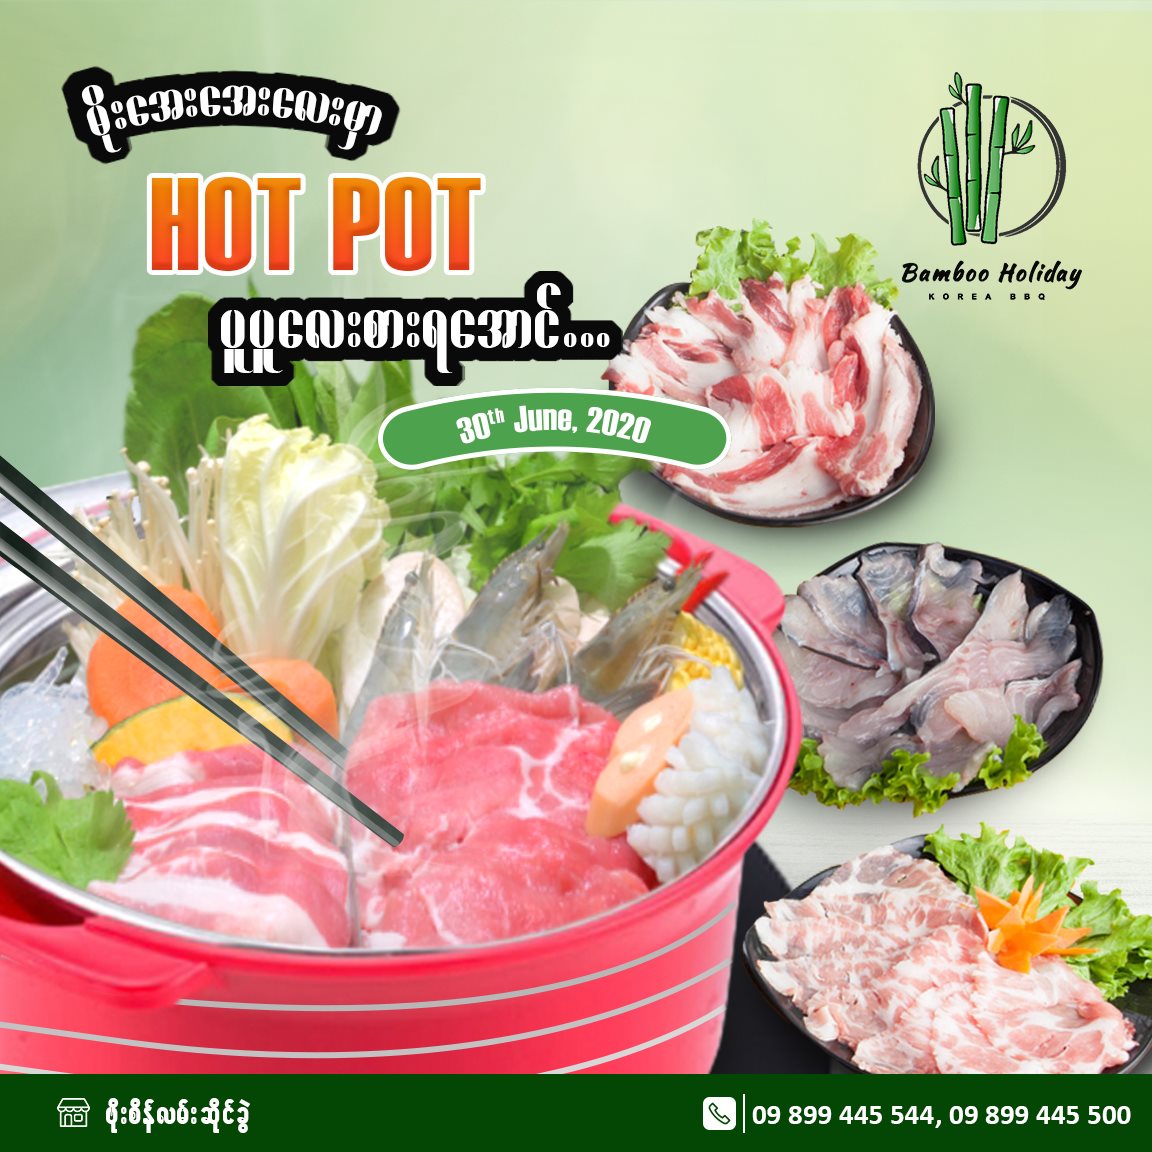 မိုးအေးအေးလေးမှာ
HOT POT
ပူပူလေးစားရအောင်...
30th June, 2020
Bamboo Holiday
KOREA BBQ
ဗိုးစိန်လမ်းဆိုင်ခွဲ
09 899 445 544, 09 899 445 500